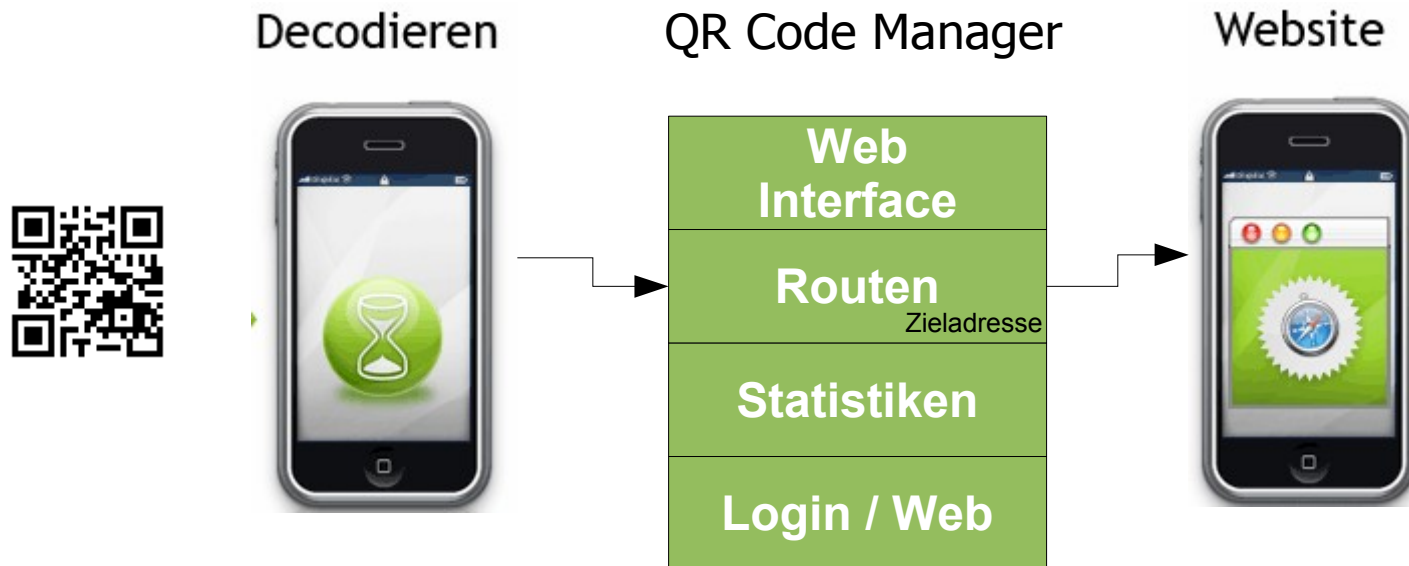 Decodieren
QR Code Manager
Website
Web
Interface
Routen
Zieladresse
Statistiken
Login / Web